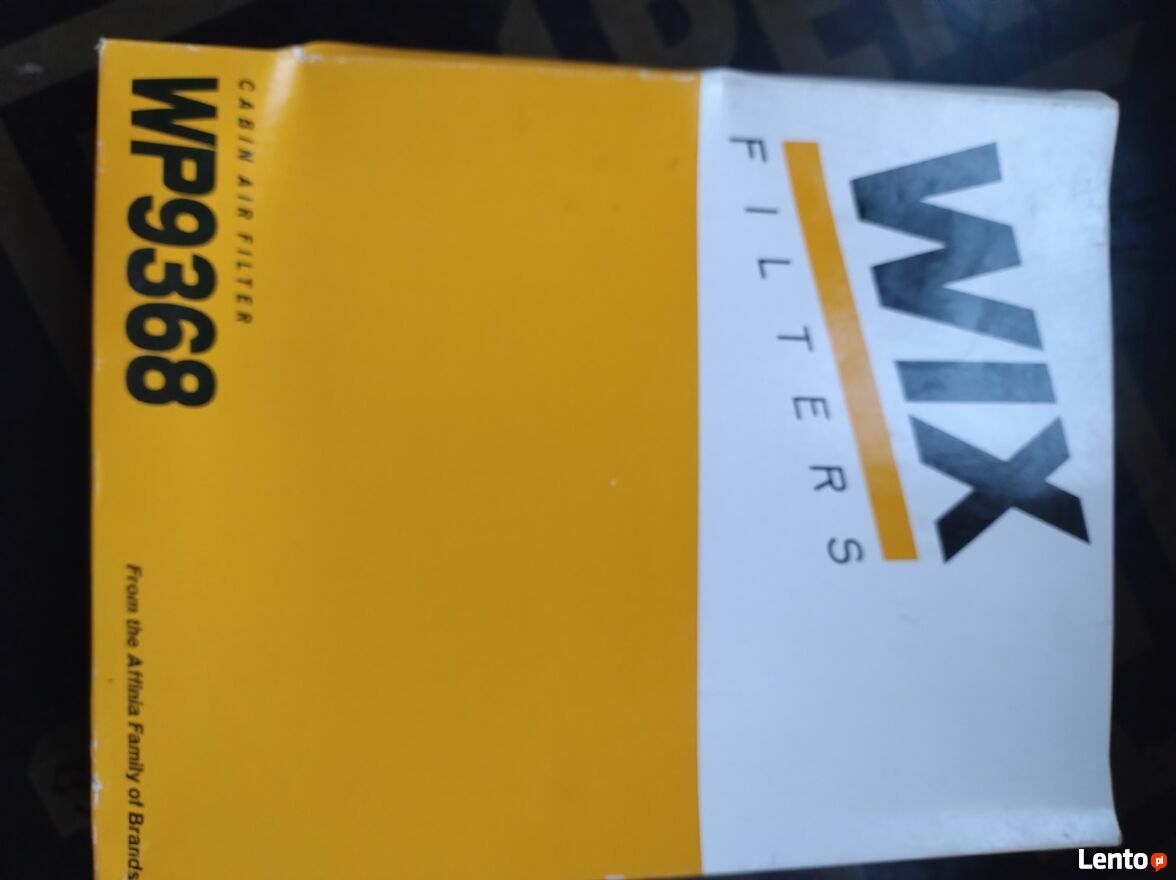 WIX
FILTERS
CABIN AIR FILTER
WP9368
From the Affinia Family of Brands
Lento.pl